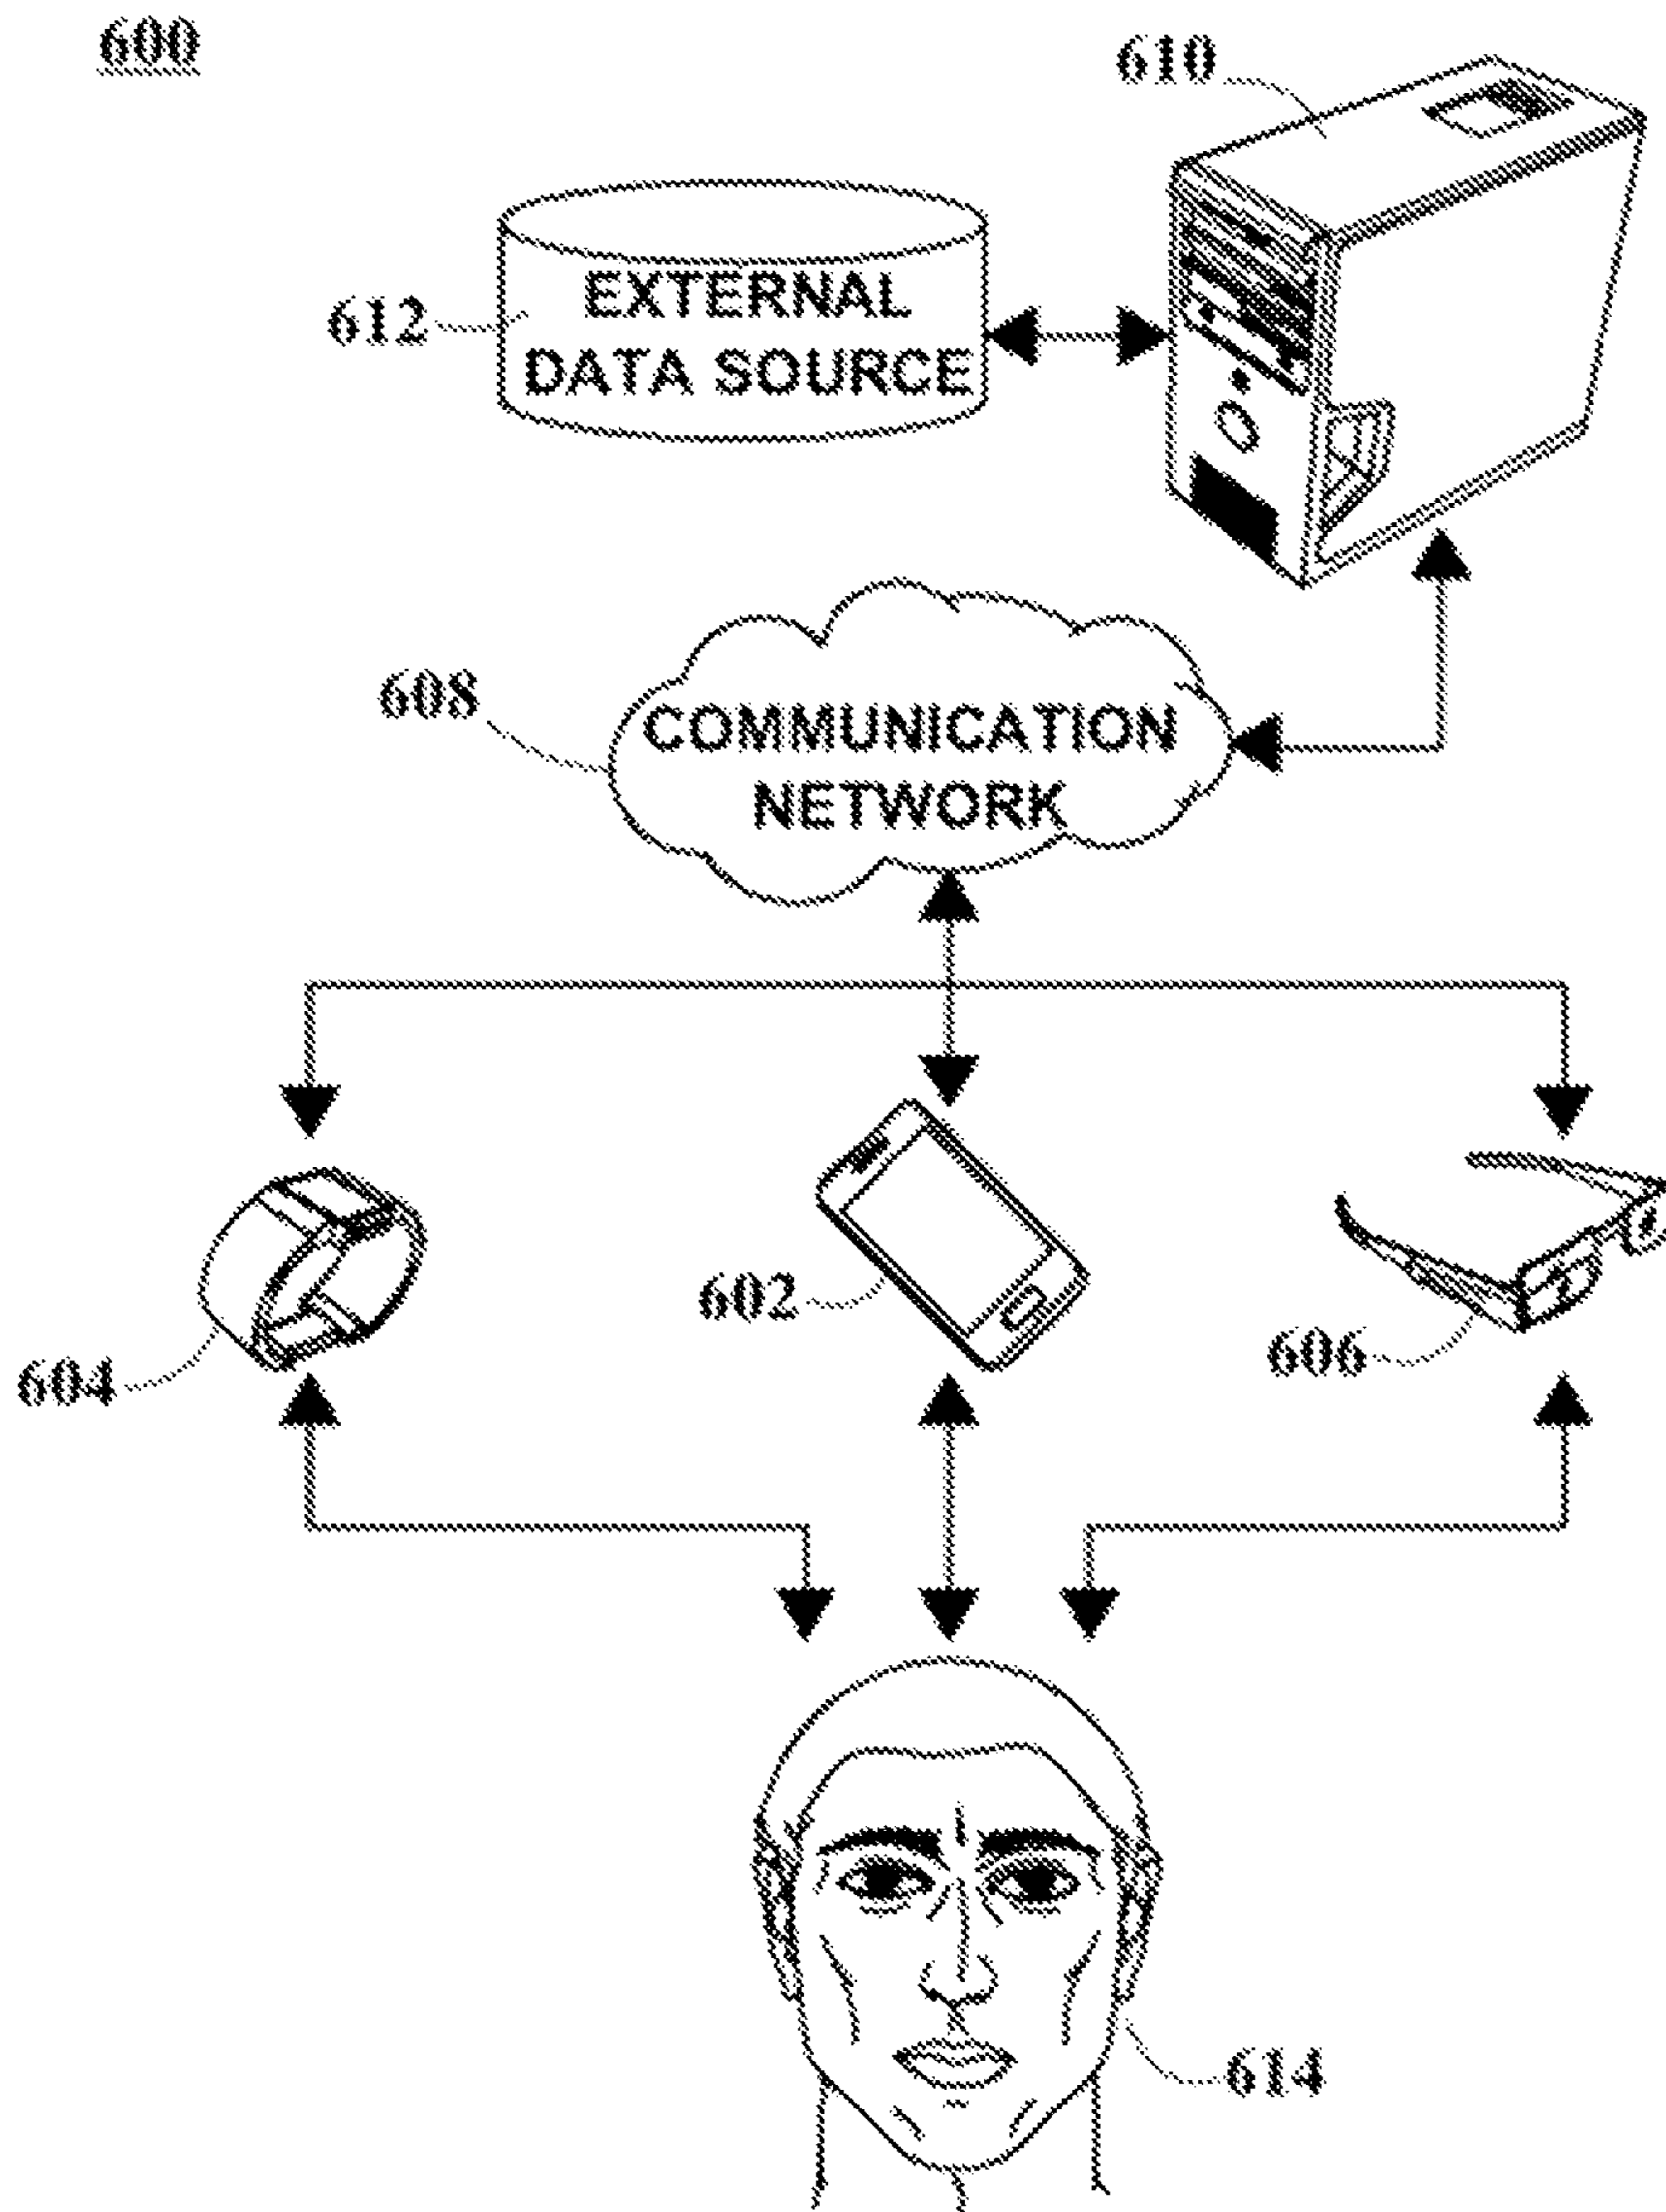 600
610
612
EXTERNAL
DATA SOURCE
608
COMMUNICATION
NETWORK
602
604
606
614